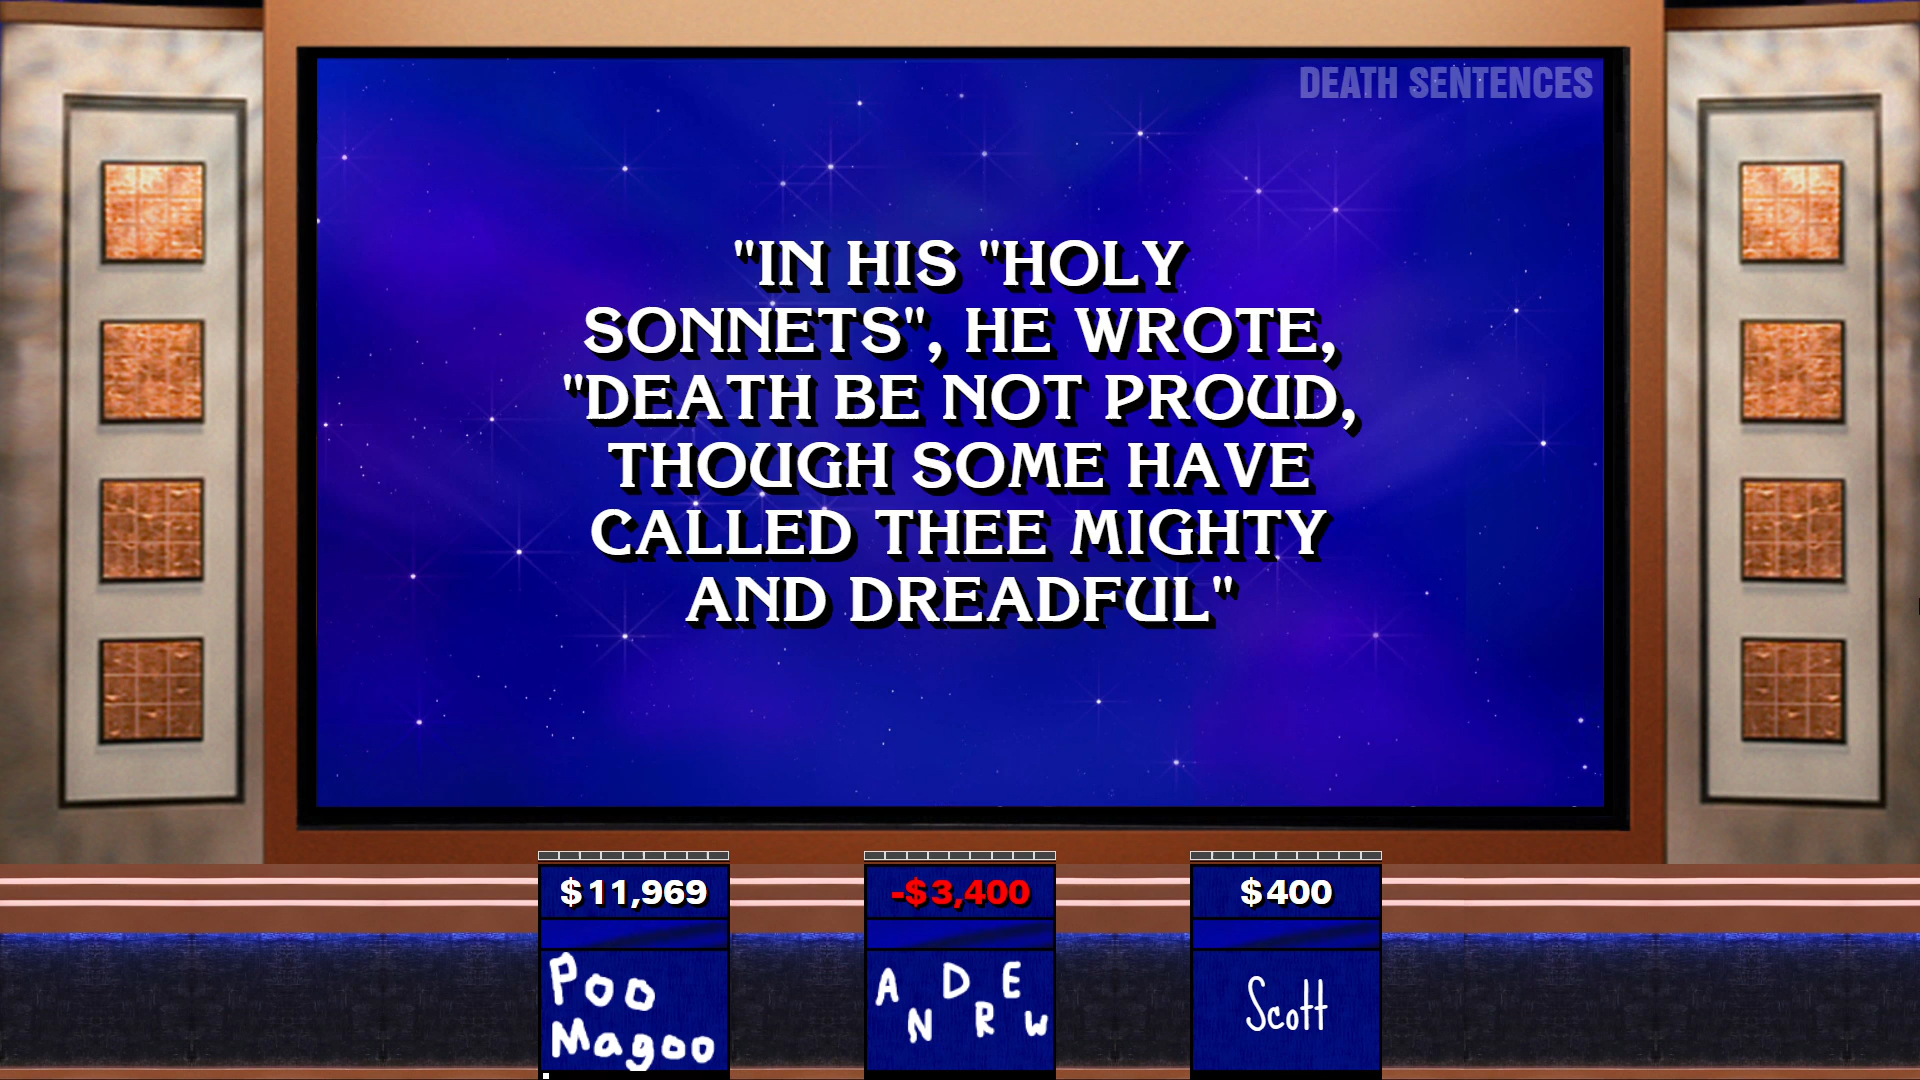 DEATH SENTENCES
"IN HIS "HOLY
SONNETS", HE WROTE,
"DEATH BE NOT PROUD,
THOUGH SOME HAVE
CALLED THEE MIGHTY
AND DREADFUL"
$11,969
-$3,400
$400
Poo
Magoo
ANDREW
Scott